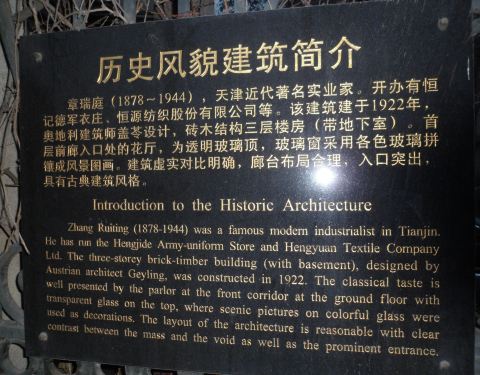 历史风貌建筑简介
章瑞庭（1878～1944），天津近代著名实业家。开办有恒
记德军衣庄、恒源纺织股份有限公司等。该建筑建于1922年，
奥地利建筑师盖苓设计，砖木结构三层楼房（带地下室）。首
层前廊入口处的花厅，为透明玻璃顶，玻璃窗采用各色玻璃拼
镶成风景图画。建筑虚实对比明确，廊台布局合理，入口突出，
具有古典建筑风格。
Introduction to the Historic Architecture
Zhang Ruiting (1878-1944) was a famous modern industrialist in Tianjin.
He has run the Hengjide Army-uniform Store and Hengyuan Textile Company
Ltd. The three-storey brick-timber building (with basement), designed by
Austrian architect Geyling, was constructed in 1922. The classical taste is
well presented by the parlor at the front corridor at the ground floor with
transparent glass on the top, where scenic pictures on colorful glass were
used as decorations. The layout of the architecture is reasonable with clear
contrast between the mass and the void as well as the prominent entrance.